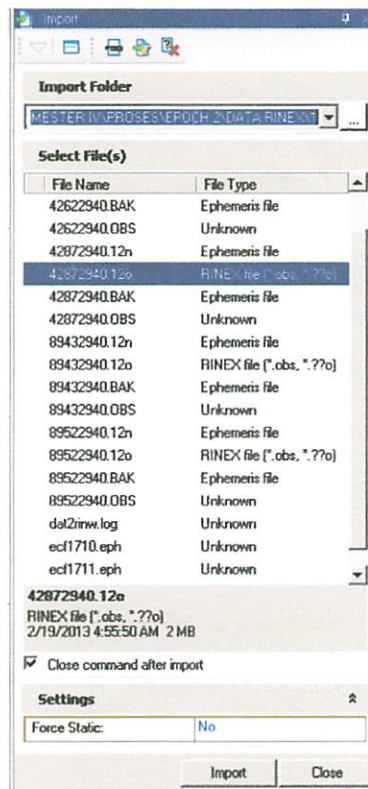 Import
Import Folder
MESTER IV\PROSES\EPOCH 2\DATA RINEX\
...
Select File(s)
File Name File Type
42622940.BAK Ephemeris file
42622940.OBS Unknown
42872940.12n Ephemeris file
42872940.12o RINEX file (*.obs, *.??o)
42872940.BAK Ephemeris file
42872940.OBS Unknown
89432940.12n Ephemeris file
89432940.12o RINEX file (*.obs, *.??o)
89432940.BAK Ephemeris file
89432940.OBS Unknown
89522940.12n Ephemeris file
89522940.12o RINEX file (*.obs, *.??o)
89522940.BAK Ephemeris file
89522940.OBS Unknown
dat2rinw.log Unknown
ecf1710.eph Unknown
ecf1711.eph Unknown
42872940.12o
RINEX file (*.obs, *.??o)
2/19/2013 4:55:50 AM 2 MB
Close command after import
Settings
Force Static: No
Import Close